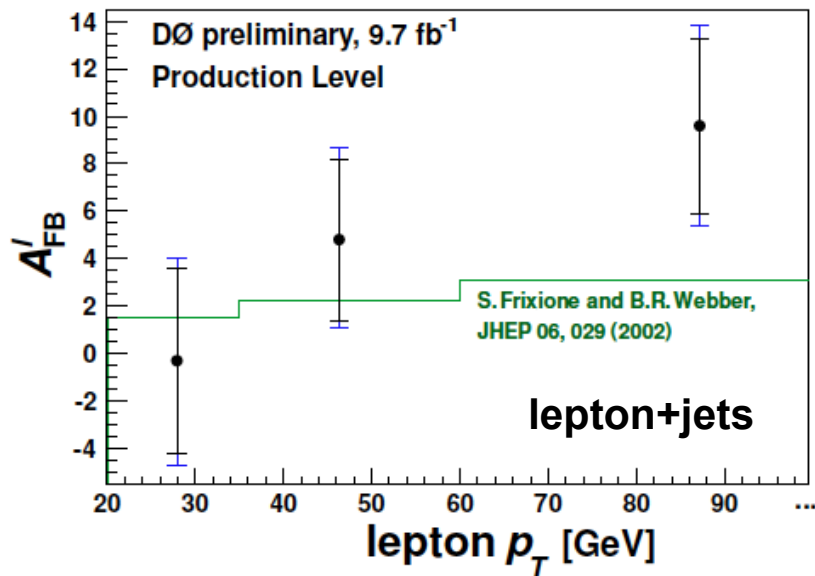 DØ preliminary, 9.7 fb⁻¹
Production Level
14
12
10
8
6
4
2
0
-2
-4
A^l_FB
S. Frixione and B.R. Webber,
JHEP 06, 029 (2002)
lepton+jets
20 30 40 50 60 70 80 90 ...
lepton p_T [GeV]